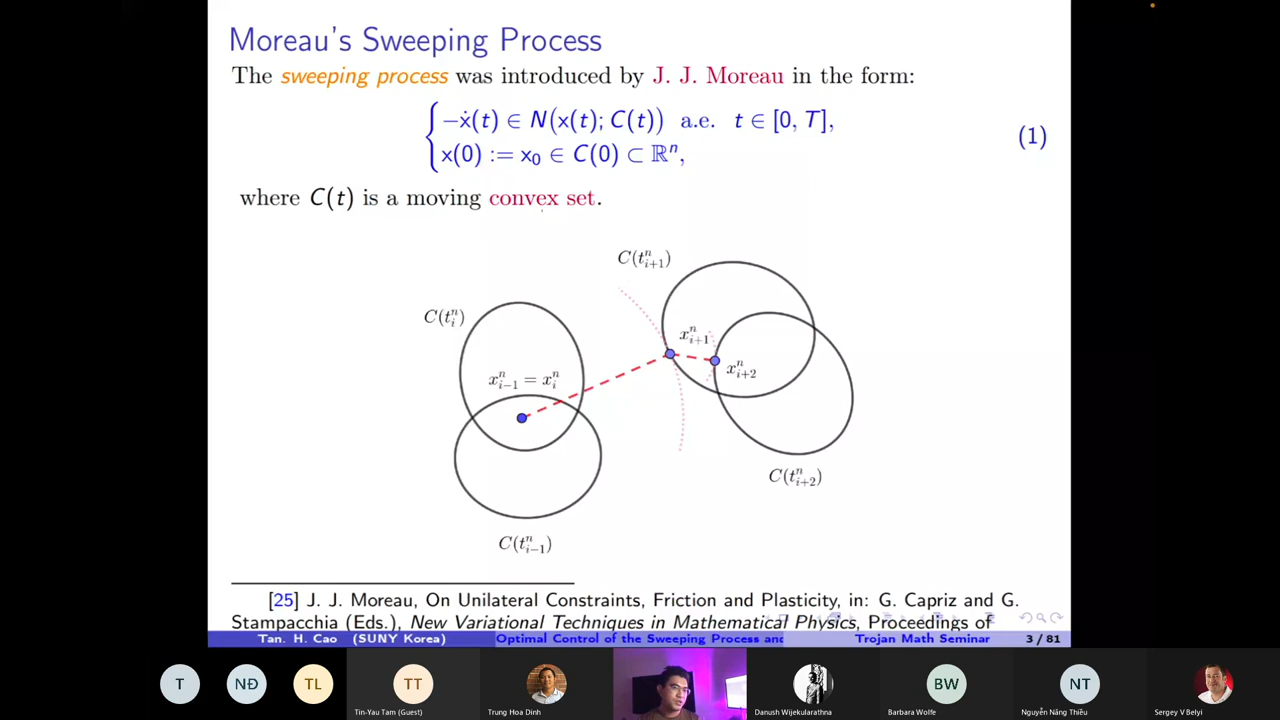 Moreau's Sweeping Process
The sweeping process was introduced by J. J. Moreau in the form:
−ẋ(t) ∈ N(x(t); C(t)) a.e. t ∈ [0, T],
x(0) := x₀ ∈ C(0) ⊂ ℝⁿ,
(1)
where C(t) is a moving convex set.
C(tⁿᵢ₊₁)
C(tⁿᵢ)
xⁿᵢ₊₁
xⁿᵢ₋₁ = xⁿᵢ
xⁿᵢ₊₂
C(tⁿᵢ₊₂)
C(tⁿᵢ₋₁)
[25] J. J. Moreau, On Unilateral Constraints, Friction and Plasticity, in: G. Capriz and G.
Stampacchia (Eds.), New Variational Techniques in Mathematical Physics, Proceedings of
Tan. H. Cao (SUNY Korea) Optimal Control of the Sweeping Process and Trojan Math Seminar 3 / 81
T NĐ TL TT BW NT
Tin-Yau Tam (Guest) Trung Hoa Dinh Danush Wijekularathna Barbara Wolfe Nguyễn Năng Thiều Sergey V Belyi